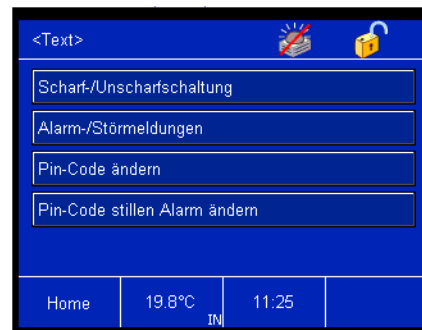 <Text>
Scharf-/Unscharfschaltung
Alarm-/Störmeldungen
Pin-Code ändern
Pin-Code stillen Alarm ändern
Home 19.8°C IN 11:25